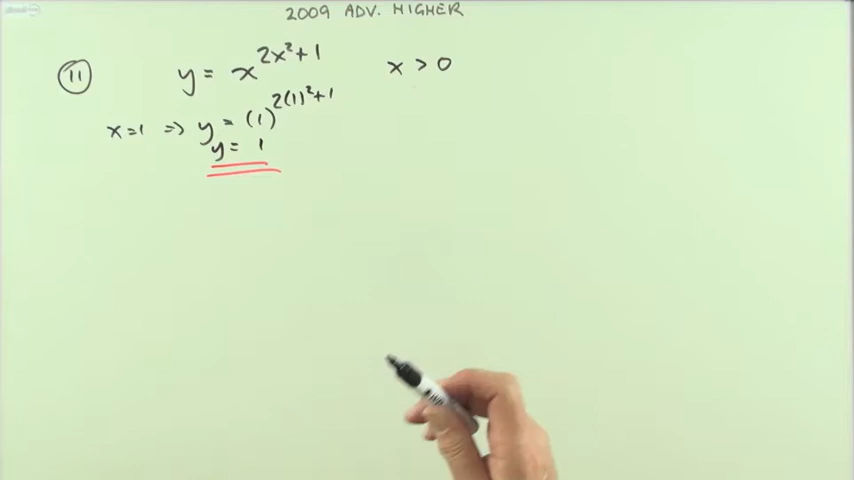 2009 ADV. HIGHER
11 y = x^{2x²+1} x > 0
x=1 => y = (1)^{2(1)²+1}
y = 1